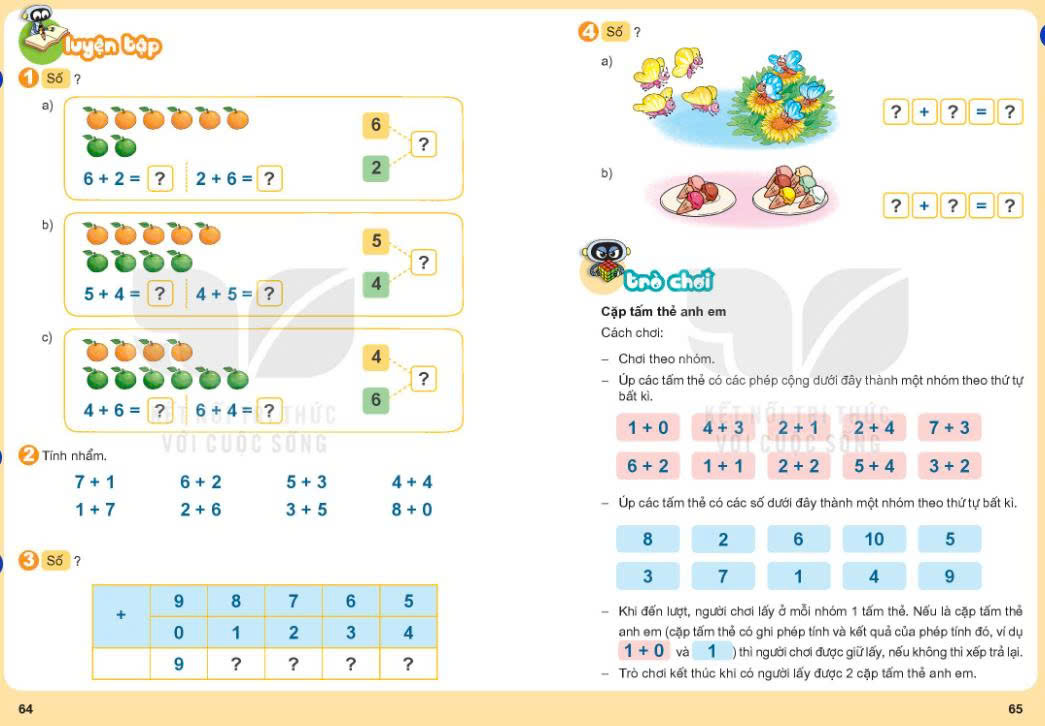 luyện tập
1 Số ?
a)
6
2
?
6 + 2 = ? 2 + 6 = ?
b)
5
4
?
5 + 4 = ? 4 + 5 = ?
c)
4
6
?
4 + 6 = ? 6 + 4 = ?
KẾT NỐI TRI THỨC
VỚI CUỘC SỐNG
2 Tính nhẩm.
7 + 1 6 + 2 5 + 3 4 + 4
1 + 7 2 + 6 3 + 5 8 + 0
3 Số ?
+ 9 8 7 6 5
0 1 2 3 4
9 ? ? ? ?
64
4 Số ?
a)
? + ? = ?
b)
? + ? = ?
trò chơi
Cặp tấm thẻ anh em
Cách chơi:
– Chơi theo nhóm.
– Úp các tấm thẻ có các phép cộng dưới đây thành một nhóm theo thứ tự
bất kì.
KẾT NỐI TRI THỨC
VỚI CUỘC SỐNG
1 + 0 4 + 3 2 + 1 2 + 4 7 + 3
6 + 2 1 + 1 2 + 2 5 + 4 3 + 2
– Úp các tấm thẻ có các số dưới đây thành một nhóm theo thứ tự bất kì.
8 2 6 10 5
3 7 1 4 9
– Khi đến lượt, người chơi lấy ở mỗi nhóm 1 tấm thẻ. Nếu là cặp tấm thẻ
anh em (cặp tấm thẻ có ghi phép tính và kết quả của phép tính đó, ví dụ
1 + 0 và 1 ) thì người chơi được giữ lấy, nếu không thì xếp trả lại.
– Trò chơi kết thúc khi có người lấy được 2 cặp tấm thẻ anh em.
65